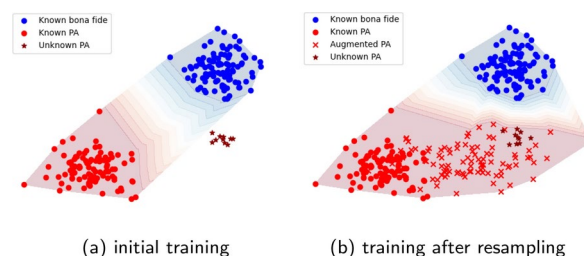 Known bona fide
Known PA
Unknown PA
Known bona fide
Known PA
Augmented PA
Unknown PA
(a) initial training
(b) training after resampling